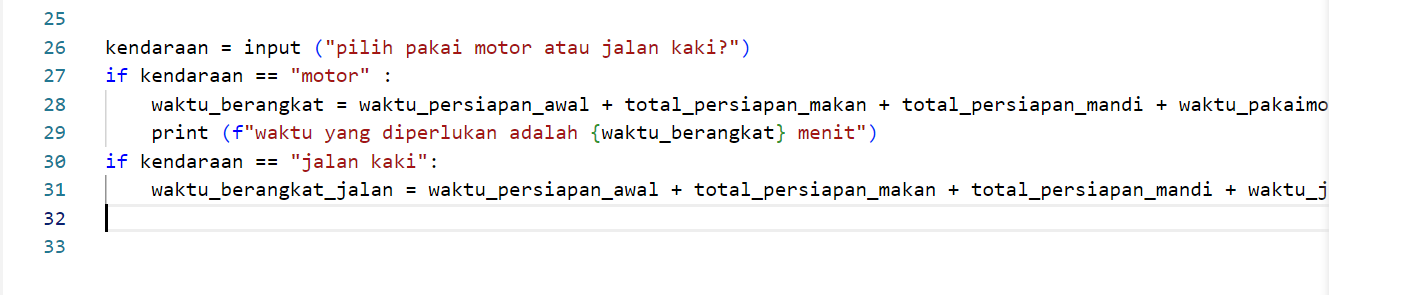 25
26 kendaraan = input ("pilih pakai motor atau jalan kaki?")
27 if kendaraan == "motor" :
28     waktu_berangkat = waktu_persiapan_awal + total_persiapan_makan + total_persiapan_mandi + waktu_pakaimo
29     print (f"waktu yang diperlukan adalah {waktu_berangkat} menit")
30 if kendaraan == "jalan kaki":
31     waktu_berangkat_jalan = waktu_persiapan_awal + total_persiapan_makan + total_persiapan_mandi + waktu_j
32
33